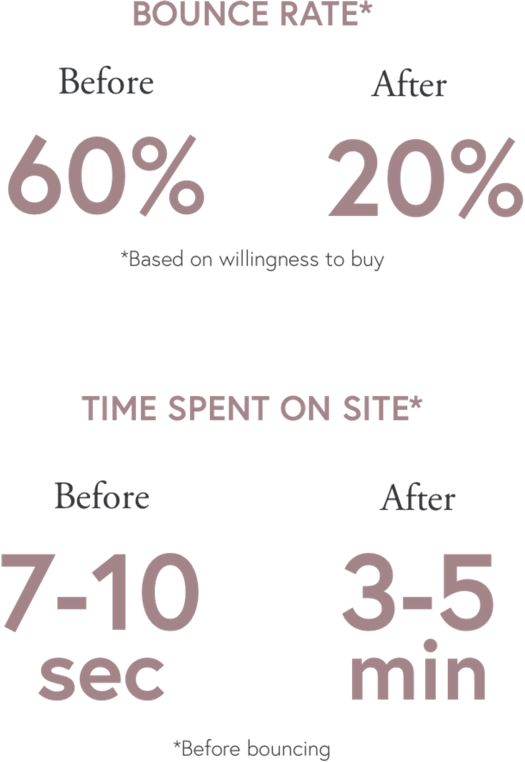 BOUNCE RATE*
Before After
60% 20%
*Based on willingness to buy
TIME SPENT ON SITE*
Before After
7-10 3-5
sec min
*Before bouncing